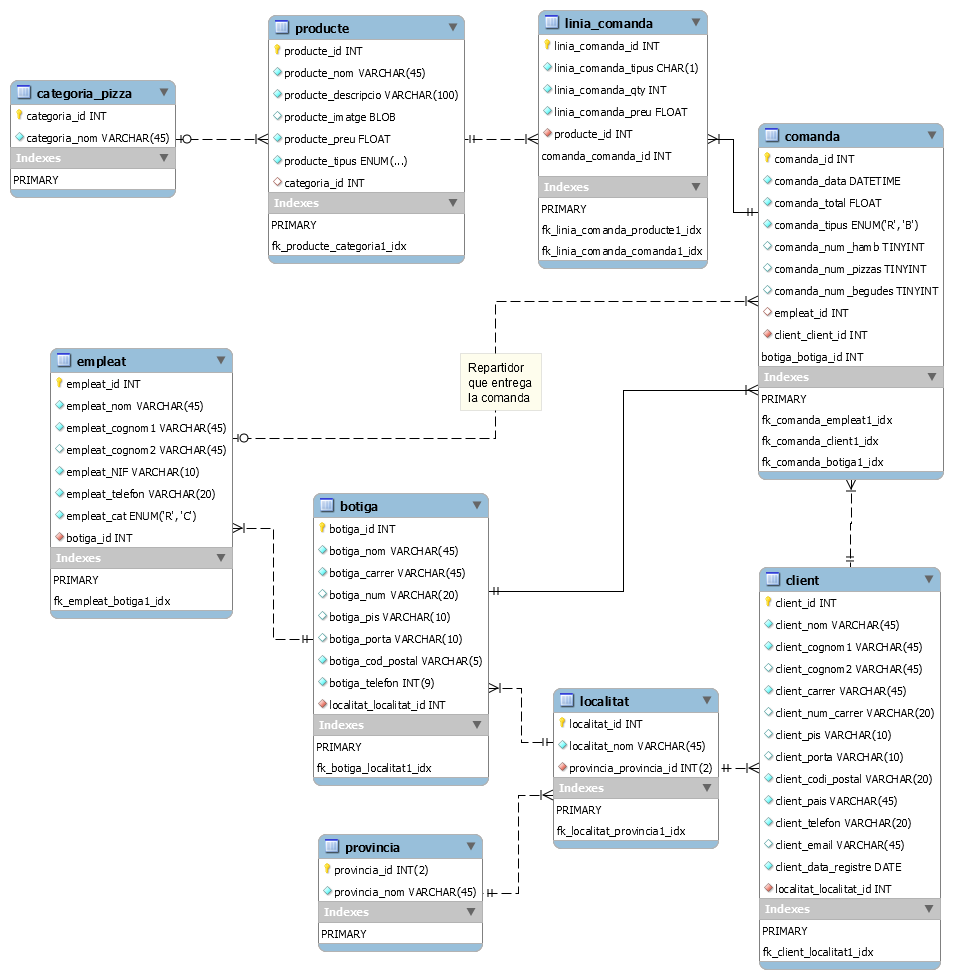 categoria_pizza
categoria_id INT
categoria_nom VARCHAR(45)
Indexes
PRIMARY
producte
producte_id INT
producte_nom VARCHAR(45)
producte_descripcio VARCHAR(100)
producte_imatge BLOB
producte_preu FLOAT
producte_tipus ENUM(...)
categoria_id INT
Indexes
PRIMARY
fk_producte_categoria1_idx
linia_comanda
linia_comanda_id INT
linia_comanda_tipus CHAR(1)
linia_comanda_qty INT
linia_comanda_preu FLOAT
producte_id INT
comanda_comanda_id INT
Indexes
PRIMARY
fk_linia_comanda_producte1_idx
fk_linia_comanda_comanda1_idx
comanda
comanda_id INT
comanda_data DATETIME
comanda_total FLOAT
comanda_tipus ENUM('R', 'B')
comanda_num_hamb TINYINT
comanda_num_pizzas TINYINT
comanda_num_begudes TINYINT
empleat_id INT
client_client_id INT
botiga_botiga_id INT
Indexes
PRIMARY
fk_comanda_empleat1_idx
fk_comanda_client1_idx
fk_comanda_botiga1_idx
Repartidor
que entrega
la comanda
empleat
empleat_id INT
empleat_nom VARCHAR(45)
empleat_cognom1 VARCHAR(45)
empleat_cognom2 VARCHAR(45)
empleat_NIF VARCHAR(10)
empleat_telefon VARCHAR(20)
empleat_cat ENUM('R', 'C')
botiga_id INT
Indexes
PRIMARY
fk_empleat_botiga1_idx
botiga
botiga_id INT
botiga_nom VARCHAR(45)
botiga_carrer VARCHAR(45)
botiga_num VARCHAR(20)
botiga_pis VARCHAR(10)
botiga_porta VARCHAR(10)
botiga_cod_postal VARCHAR(5)
botiga_telefon INT(9)
localitat_localitat_id INT
Indexes
PRIMARY
fk_botiga_localitat1_idx
localitat
localitat_id INT
localitat_nom VARCHAR(45)
provincia_provincia_id INT(2)
Indexes
PRIMARY
fk_localitat_provincia1_idx
provincia
provincia_id INT(2)
provincia_nom VARCHAR(45)
Indexes
PRIMARY
client
client_id INT
client_nom VARCHAR(45)
client_cognom1 VARCHAR(45)
client_cognom2 VARCHAR(45)
client_carrer VARCHAR(45)
client_num_carrer VARCHAR(20)
client_pis VARCHAR(10)
client_porta VARCHAR(10)
client_codi_postal VARCHAR(20)
client_pais VARCHAR(45)
client_telefon VARCHAR(20)
client_email VARCHAR(45)
client_data_registre DATE
localitat_localitat_id INT
Indexes
PRIMARY
fk_client_localitat1_idx